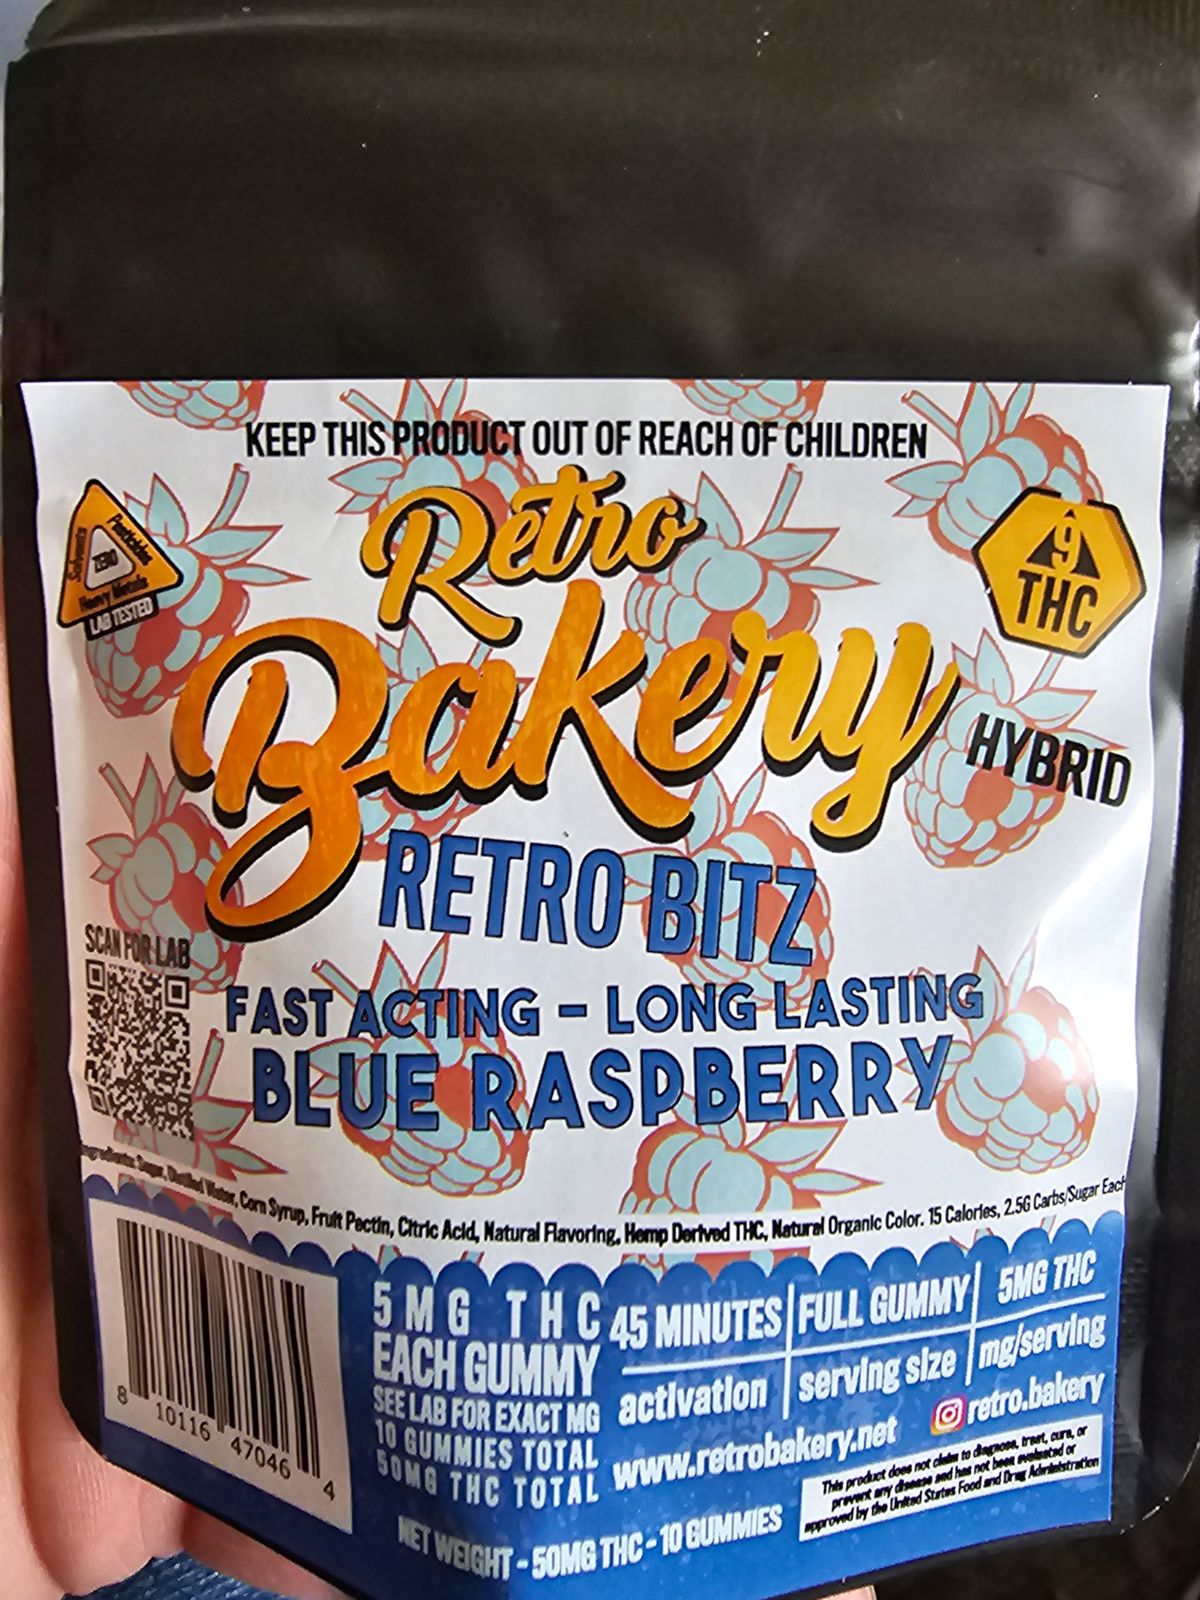 KEEP THIS PRODUCT OUT OF REACH OF CHILDREN
Solvents
Pesticides
ZERO
Heavy Metals
LAB TESTED
Retro
Bakery
9
THC
HYBRID
RETRO BITZ
SCAN FOR LAB
FAST ACTING - LONG LASTING
BLUE RASPBERRY
Ingredients: Sugar, Distilled Water, Corn Syrup, Fruit Pectin, Citric Acid, Natural Flavoring, Hemp Derived THC, Natural Organic Color. 15 Calories, 2.5G Carbs/Sugar Each
8 10116 47046 4
5MG THC
EACH GUMMY
SEE LAB FOR EXACT MG
10 GUMMIES TOTAL
50MG THC TOTAL
45 MINUTES
activation
FULL GUMMY
serving size
5MG THC
mg/serving
www.retrobakery.net
retro.bakery
This product does not claim to diagnose, treat, cure, or
prevent any disease and has not been evaluated or
approved by the United States Food and Drug Administration
NET WEIGHT - 50MG THC - 10 GUMMIES